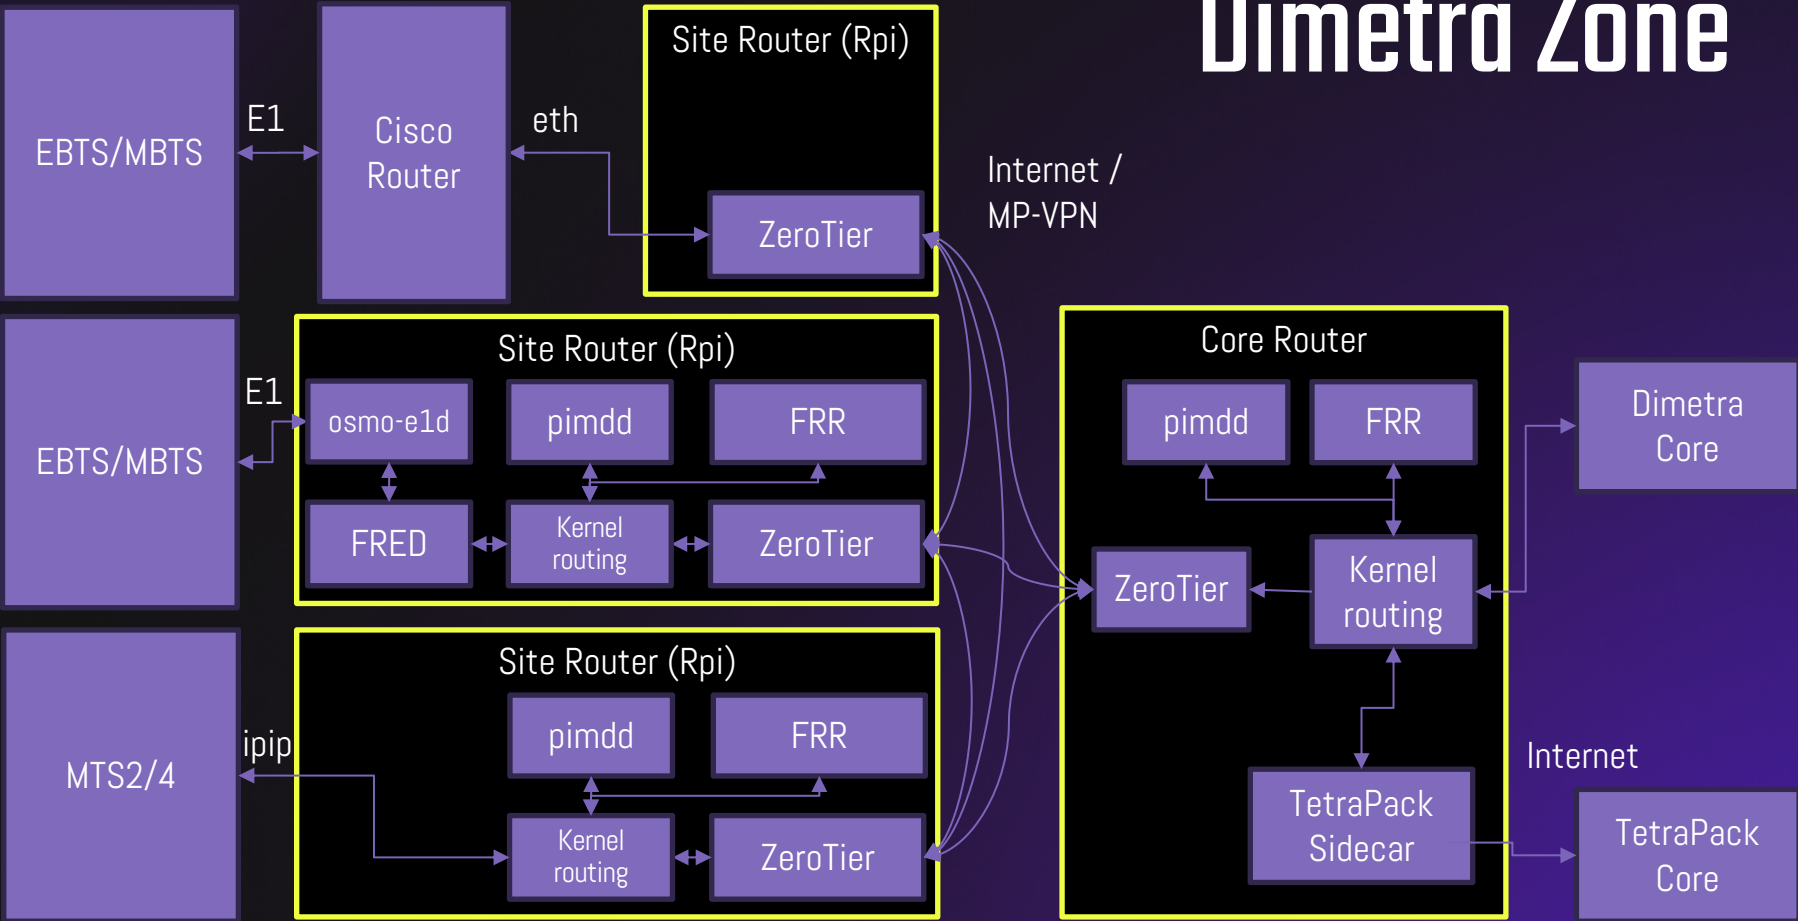 Dimetra Zone
EBTS/MBTS
E1
Cisco
Router
eth
Site Router (Rpi)
ZeroTier
Internet /
MP-VPN
EBTS/MBTS
E1
Site Router (Rpi)
osmo-e1d
pimdd
FRR
FRED
Kernel
routing
ZeroTier
MTS2/4
ipip
Site Router (Rpi)
pimdd
FRR
Kernel
routing
ZeroTier
Core Router
pimdd
FRR
ZeroTier
Kernel
routing
TetraPack
Sidecar
Dimetra
Core
Internet
TetraPack
Core